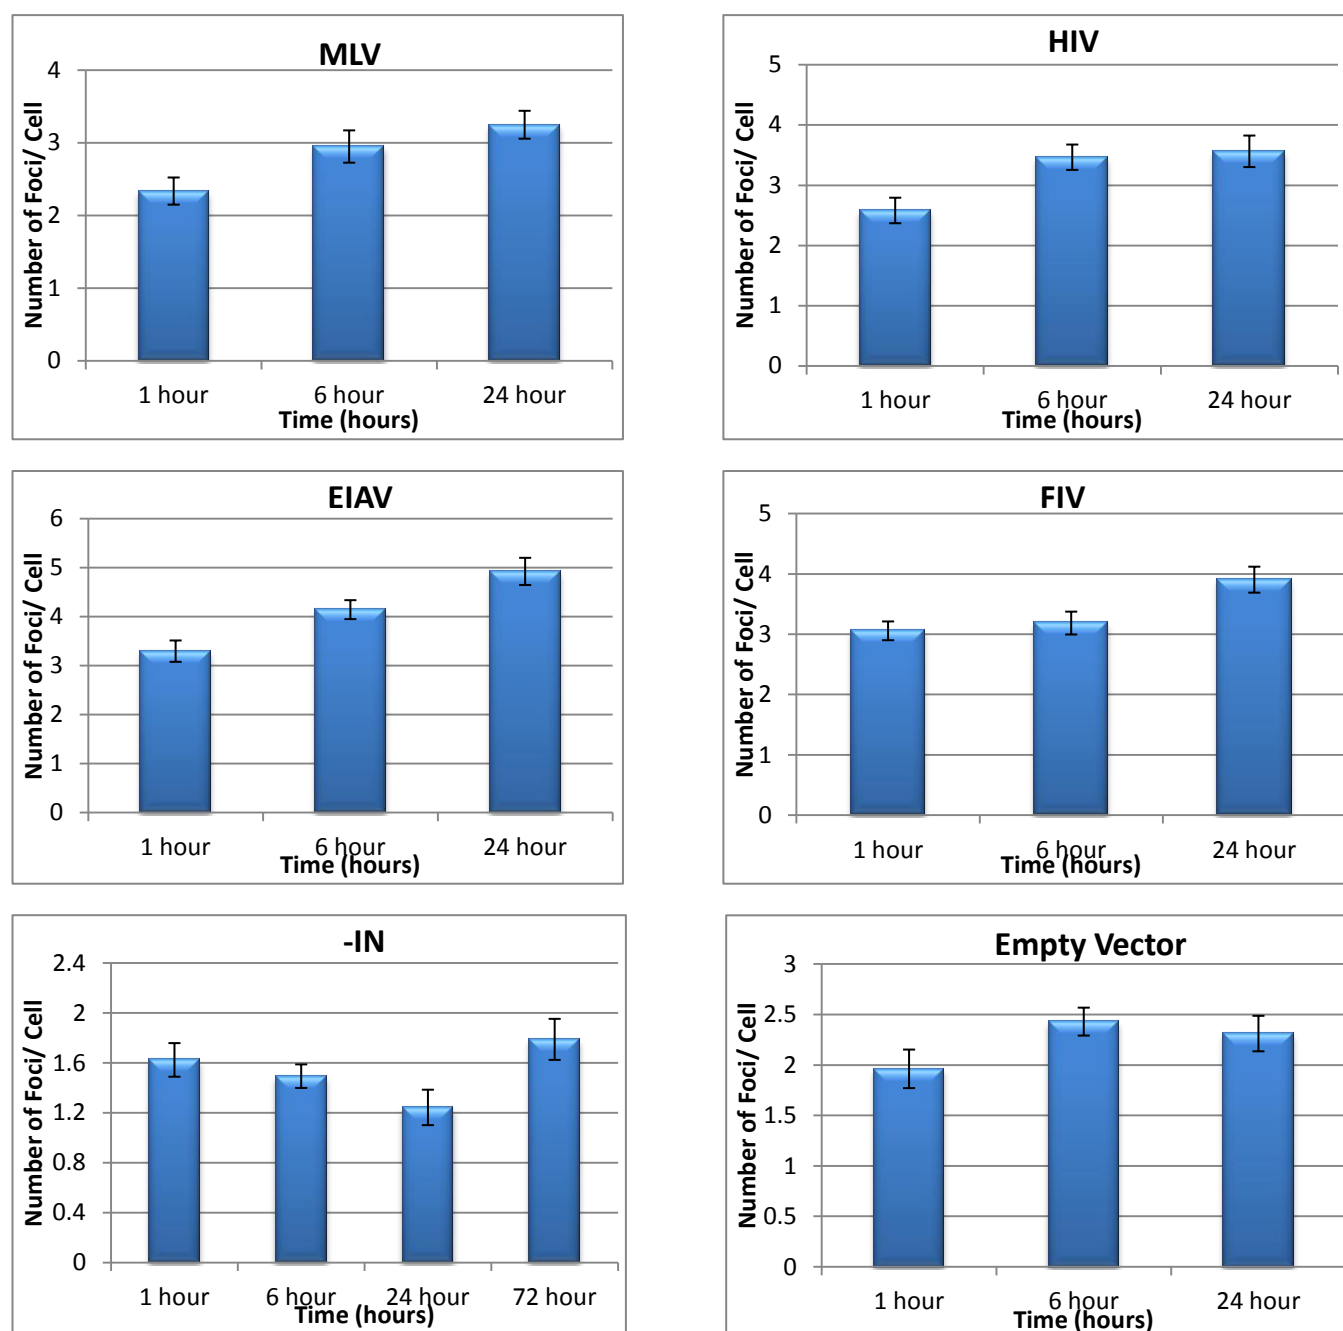 MLV
Number of Foci/ Cell
4
3
2
1
0
1 hour 6 hour 24 hour
Time (hours)
HIV
Number of Foci/ Cell
5
4
3
2
1
0
1 hour 6 hour 24 hour
Time (hours)
EIAV
Number of Foci/ Cell
6
5
4
3
2
1
0
1 hour 6 hour 24 hour
Time (hours)
FIV
Number of Foci/ Cell
5
4
3
2
1
0
1 hour 6 hour 24 hour
Time (hours)
-IN
Number of Foci/ Cell
2.4
2
1.6
1.2
0.8
0.4
0
1 hour 6 hour 24 hour 72 hour
Time (hours)
Empty Vector
Number of Foci/ Cell
3
2.5
2
1.5
1
0.5
0
1 hour 6 hour 24 hour
Time (hours)